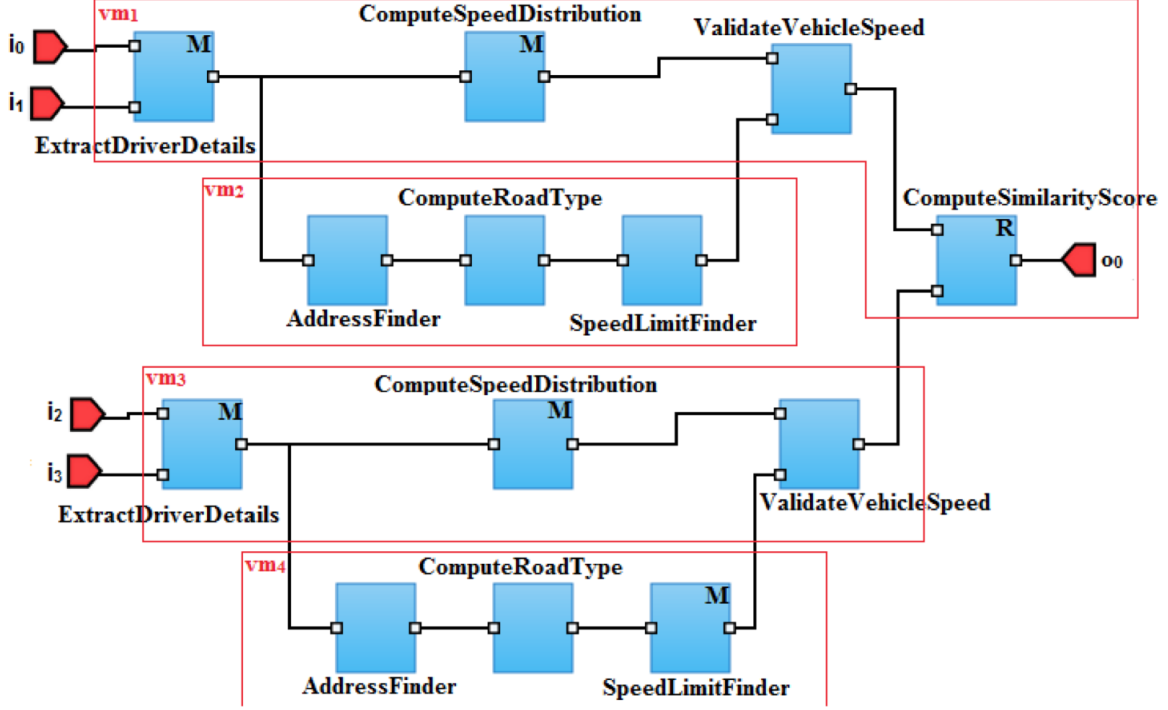 vm1
ComputeSpeedDistribution
ValidateVehicleSpeed
i0
M
M
i1
ExtractDriverDetails
vm2
ComputeRoadType
ComputeSimilarityScore
R
o0
AddressFinder
SpeedLimitFinder
vm3
ComputeSpeedDistribution
i2
M
M
i3
ExtractDriverDetails
ValidateVehicleSpeed
vm4
ComputeRoadType
M
AddressFinder
SpeedLimitFinder